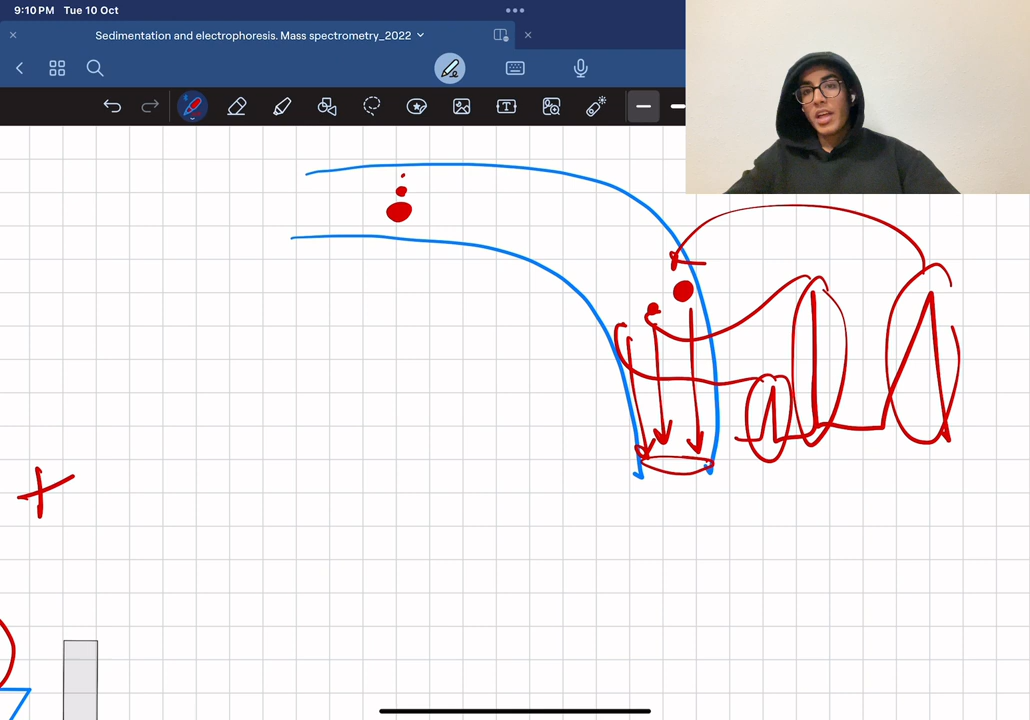 9:10 PM Tue 10 Oct
Sedimentation and electrophoresis. Mass spectrometry_2022
+